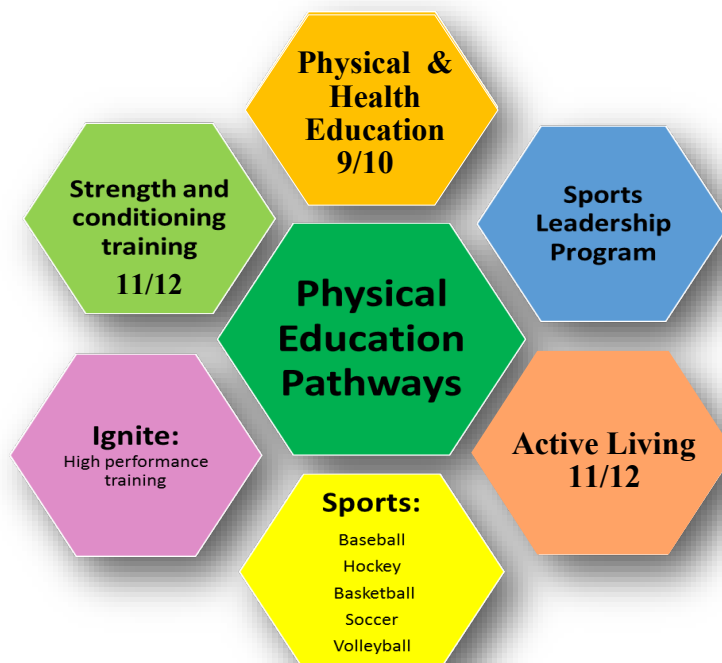 Physical &
Health
Education
9/10
Strength and
conditioning
training
11/12
Sports
Leadership
Program
Physical
Education
Pathways
Ignite:
High performance
training
Active Living
11/12
Sports:
Baseball
Hockey
Basketball
Soccer
Volleyball